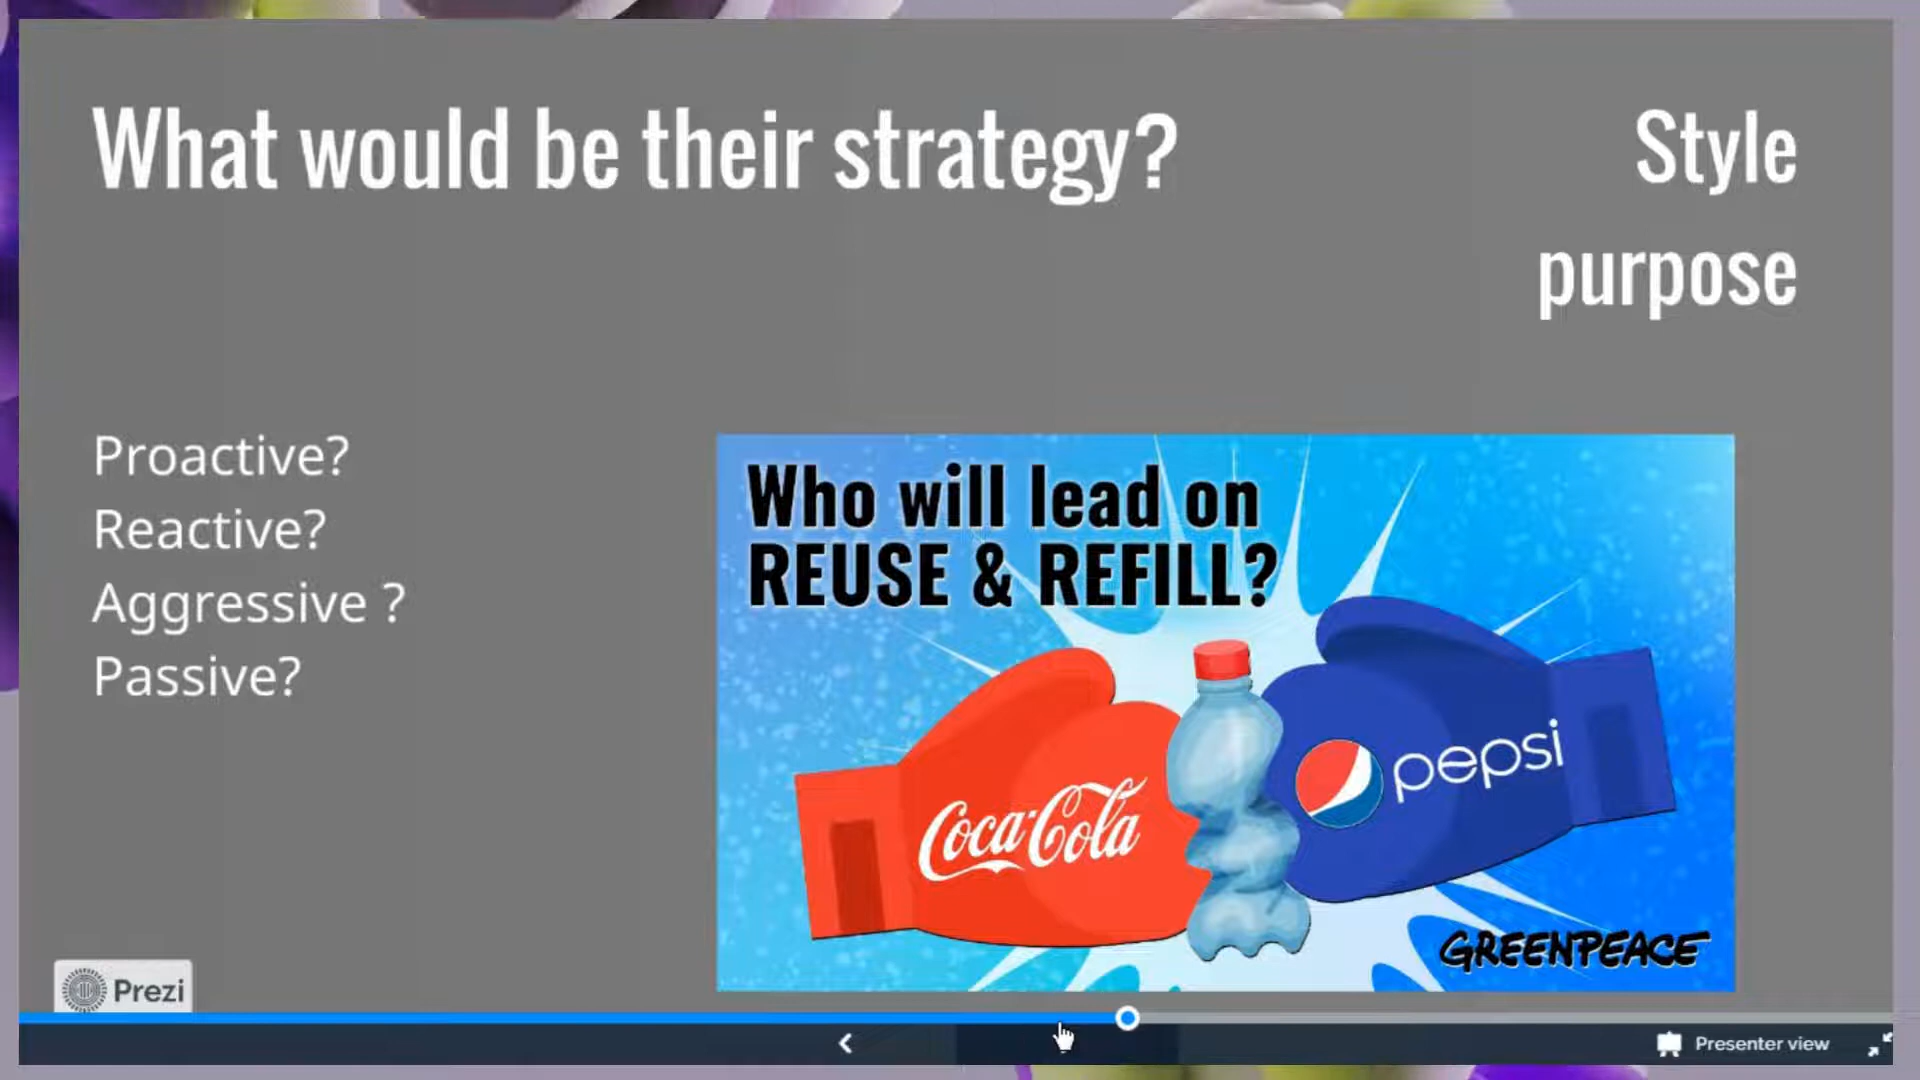 What would be their strategy?
Style
purpose
Proactive?
Reactive?
Aggressive ?
Passive?
Who will lead on
REUSE & REFILL?
Coca-Cola
pepsi
GREENPEACE
Prezi
Presenter view